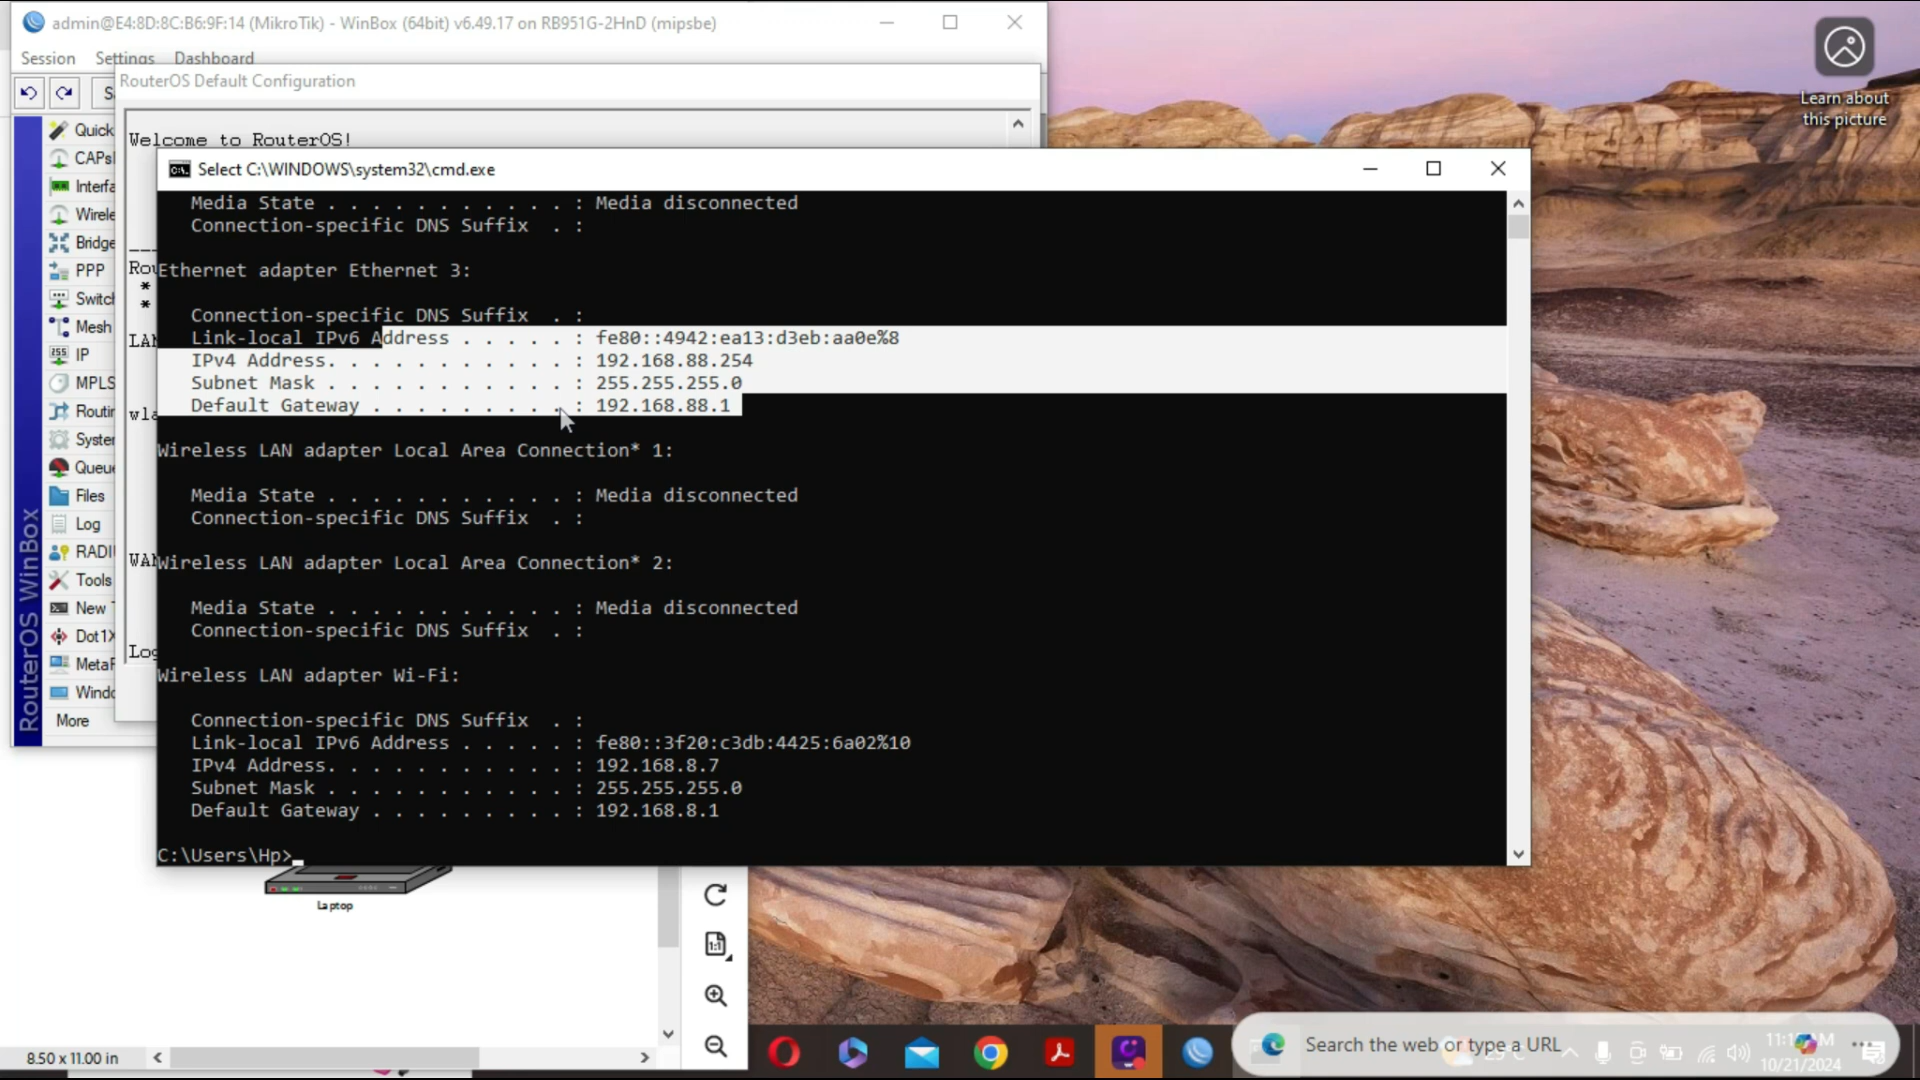 admin@E4:8D:8C:B6:9F:14 (MikroTik) - WinBox (64bit) v6.49.17 on RB951G-2HnD (mipsbe)
Session Settings Dashboard
RouterOS Default Configuration
Welcome to RouterOS!
Learn about
this picture
Quick
CAPs
Interfa
Wirele
Bridge
PPP
Switch
Mesh
IP
MPLS
Routin
System
Queue
Files
Log
RADIU
Tools
New
Dot1X
Windo
More
RouterOS WinBox
LAN
WAN
Select C:\WINDOWS\system32\cmd.exe
Media State . . . . . . . . . . . : Media disconnected
Connection-specific DNS Suffix . :
Ethernet adapter Ethernet 3:
Connection-specific DNS Suffix . :
Link-local IPv6 Address . . . . . : fe80::4942:ea13:d3eb:aa0e%8
IPv4 Address. . . . . . . . . . . : 192.168.88.254
Subnet Mask . . . . . . . . . . . : 255.255.255.0
Default Gateway . . . . . . . . . : 192.168.88.1
Wireless LAN adapter Local Area Connection* 1:
Media State . . . . . . . . . . . : Media disconnected
Connection-specific DNS Suffix . :
Wireless LAN adapter Local Area Connection* 2:
Media State . . . . . . . . . . . : Media disconnected
Connection-specific DNS Suffix . :
Wireless LAN adapter Wi-Fi:
Connection-specific DNS Suffix . :
Link-local IPv6 Address . . . . . : fe80::3f20:c3db:4425:6a02%10
IPv4 Address. . . . . . . . . . . : 192.168.8.7
Subnet Mask . . . . . . . . . . . : 255.255.255.0
Default Gateway . . . . . . . . . : 192.168.8.1
C:\Users\Hp>
Laptop
8.50 x 11.00 in
Search the web or type a URL
10/21/2024